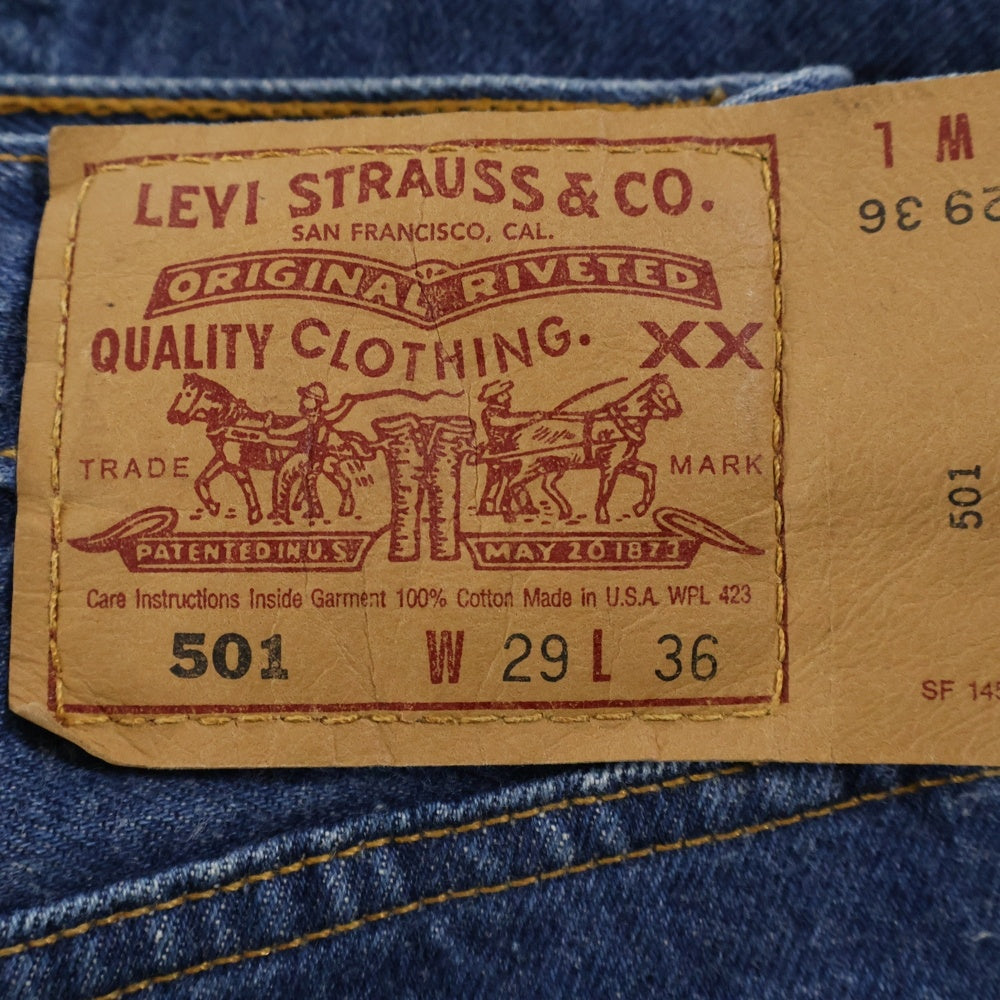 LEVI STRAUSS & CO.
SAN FRANCISCO, CAL.
ORIGINAL RIVETED
QUALITY CLOTHING. XX
TRADE MARK
PATENTED IN U.S. MAY 20 1873
Care Instructions Inside Garment 100% Cotton Made in U.S.A. WPL 423
501 W 29 L 36
W L
29 36
501
SF